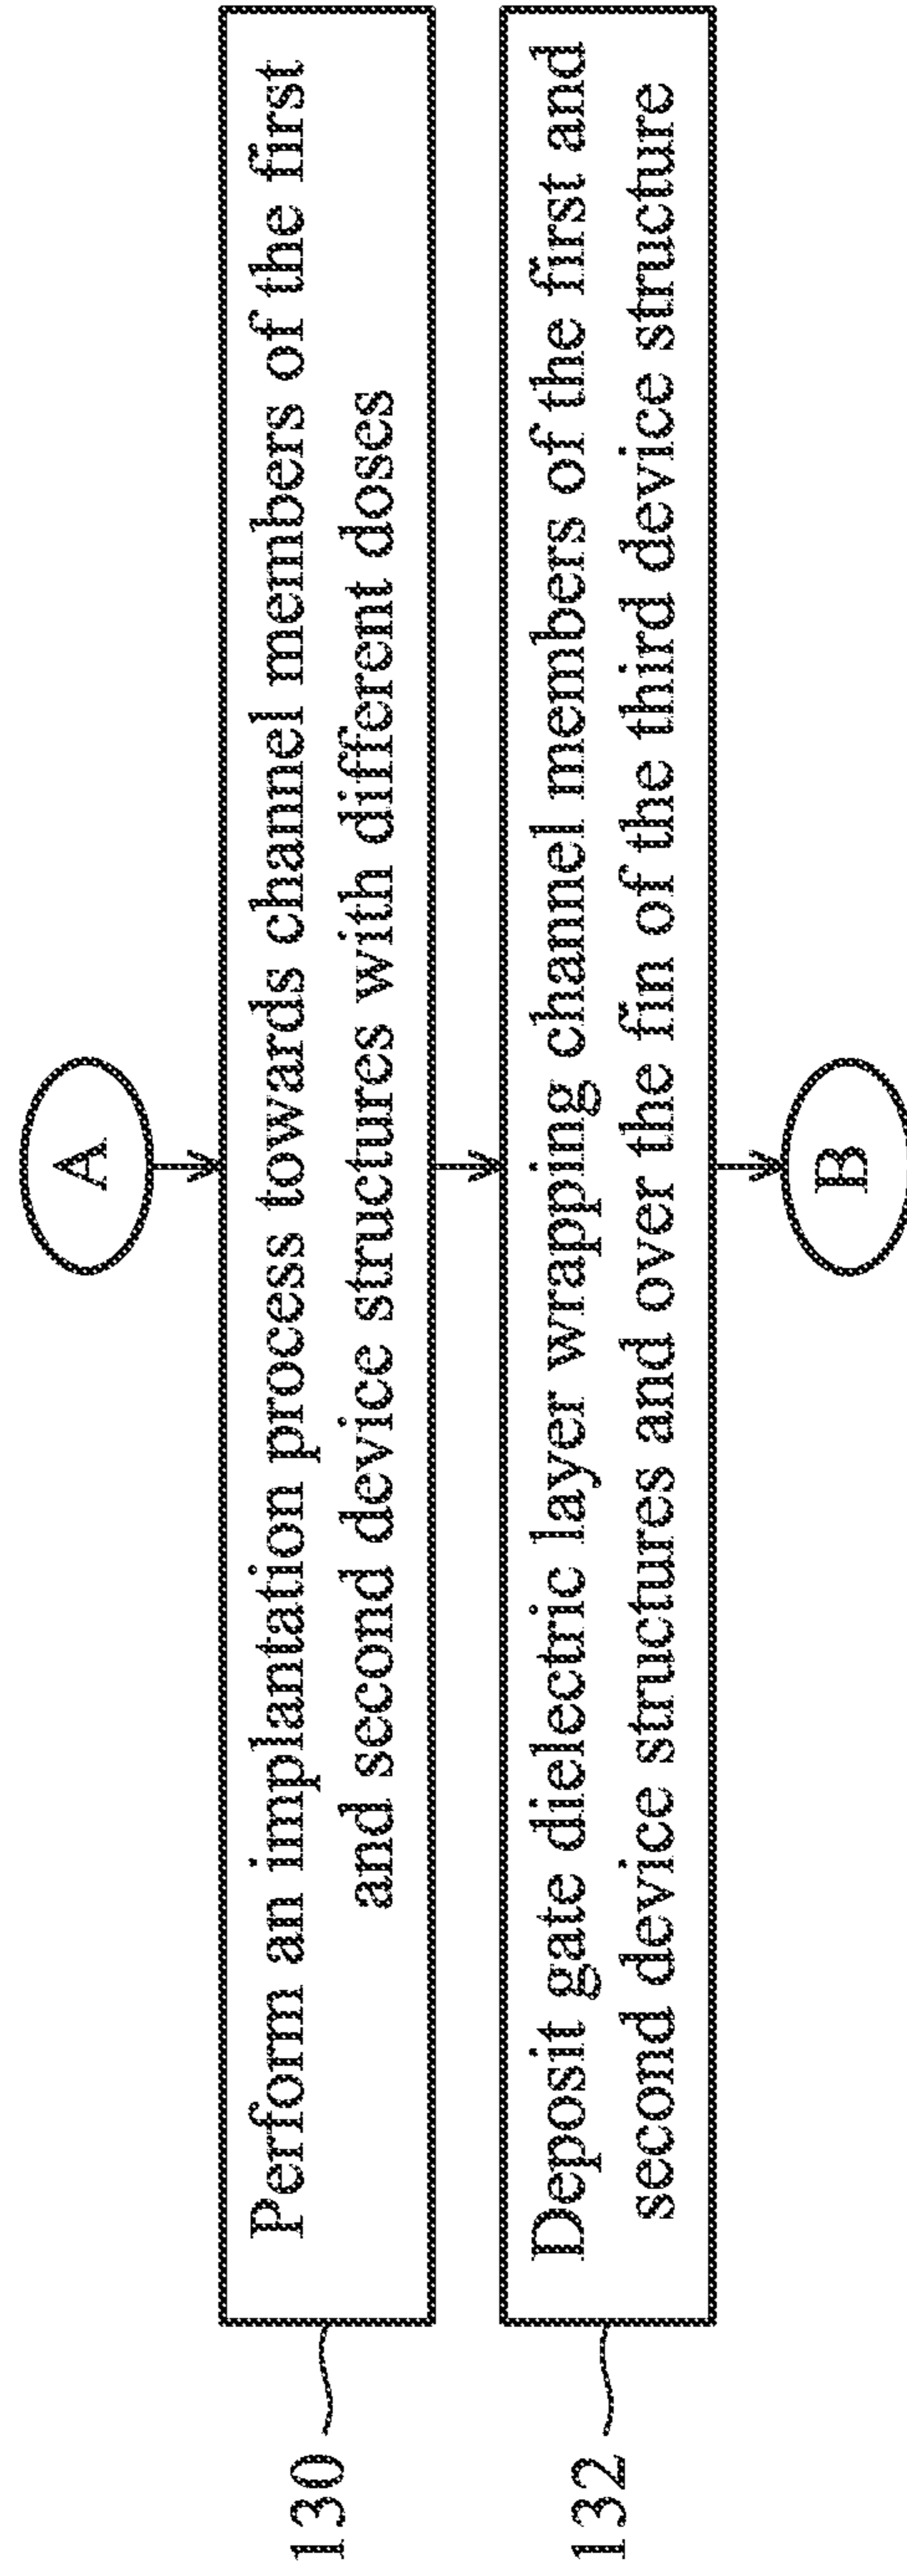 A
130
Perform an implantation process towards channel members of the first
and second device structures with different doses
132
Deposit gate dielectric layer wrapping channel members of the first and
second device structures and over the fin of the third device structure
B